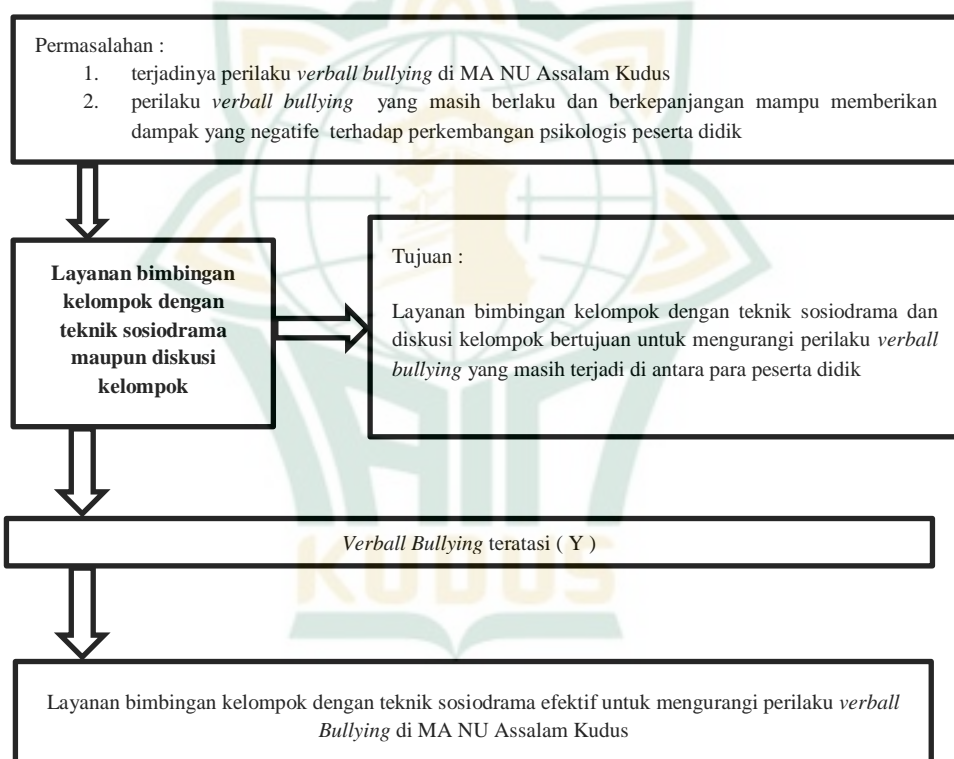 Permasalahan :
1. terjadinya perilaku verball bullying di MA NU Assalam Kudus
2. perilaku verball bullying yang masih berlaku dan berkepanjangan mampu memberikan
dampak yang negatife terhadap perkembangan psikologis peserta didik
Layanan bimbingan
kelompok dengan
teknik sosiodrama
maupun diskusi
kelompok
Tujuan :
Layanan bimbingan kelompok dengan teknik sosiodrama dan
diskusi kelompok bertujuan untuk mengurangi perilaku verball
bullying yang masih terjadi di antara para peserta didik
Verball Bullying teratasi ( Y )
KUDUS
Layanan bimbingan kelompok dengan teknik sosiodrama efektif untuk mengurangi perilaku verball
Bullying di MA NU Assalam Kudus